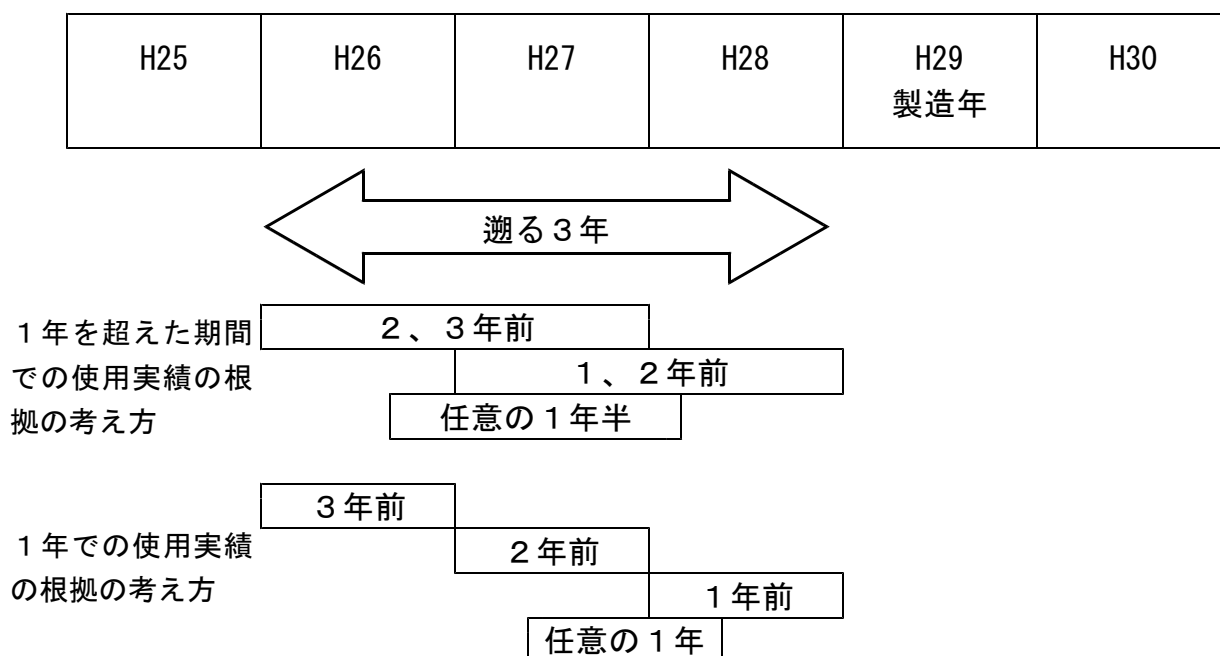 H25 H26 H27 H28 H29 H30
製造年
遡る3年
1年を超えた期間
での使用実績の根
拠の考え方
2、3年前
1、2年前
任意の1年半
1年での使用実績
の根拠の考え方
3年前
2年前
1年前
任意の1年